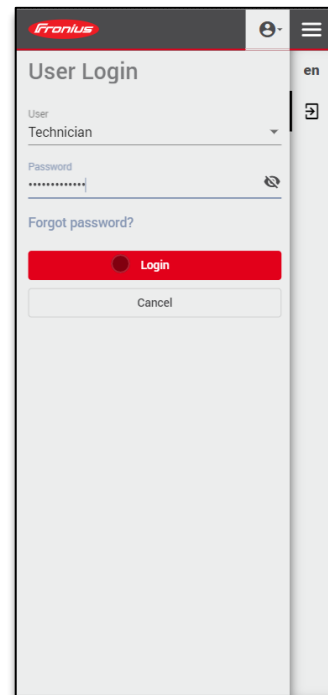 Fronius
User Login
en
User
Technician
Password
•••••••••••••
Forgot password?
Login
Cancel